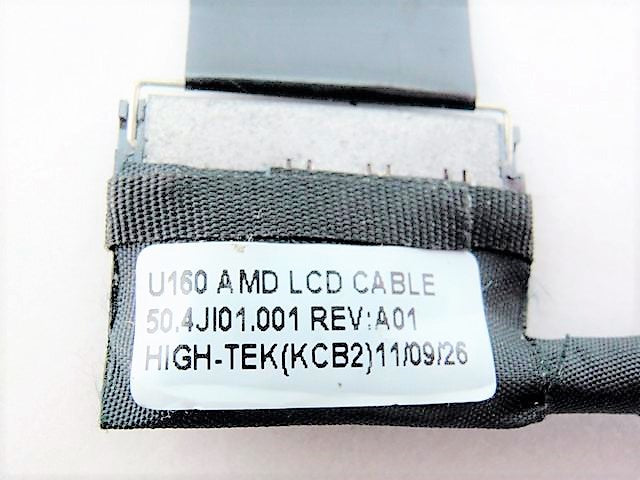 U160 AMD LCD CABLE
50.4JI01.001 REV:A01
HIGH-TEK(KCB2)11/09/26